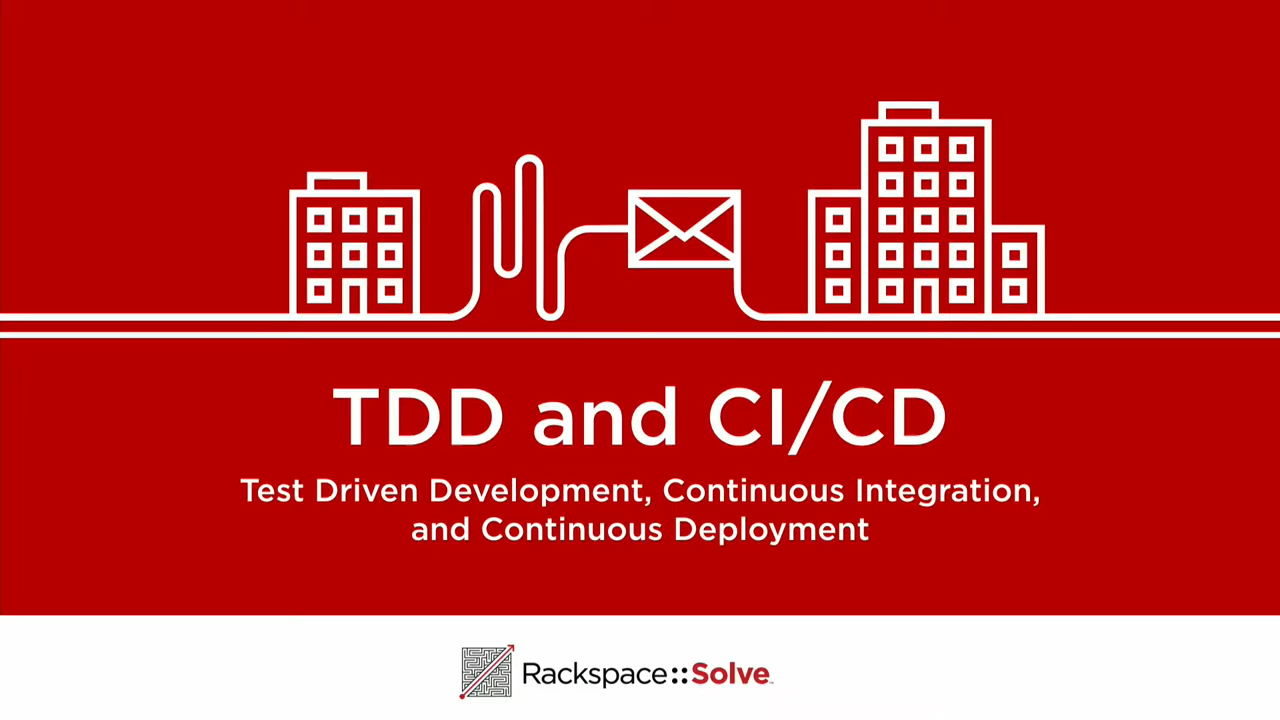 TDD and CI/CD
Test Driven Development, Continuous Integration,
and Continuous Deployment
Rackspace::Solve